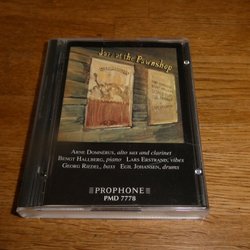 Jazz at the Pawnshop
ARNE DOMNÉRUS, alto sax and clarinet
BENGT HALLBERG, piano LARS ERSTRAND, vibes
GEORG RIEDEL, bass EGIL JOHANSEN, drums
PROPHONE
PMD 7778